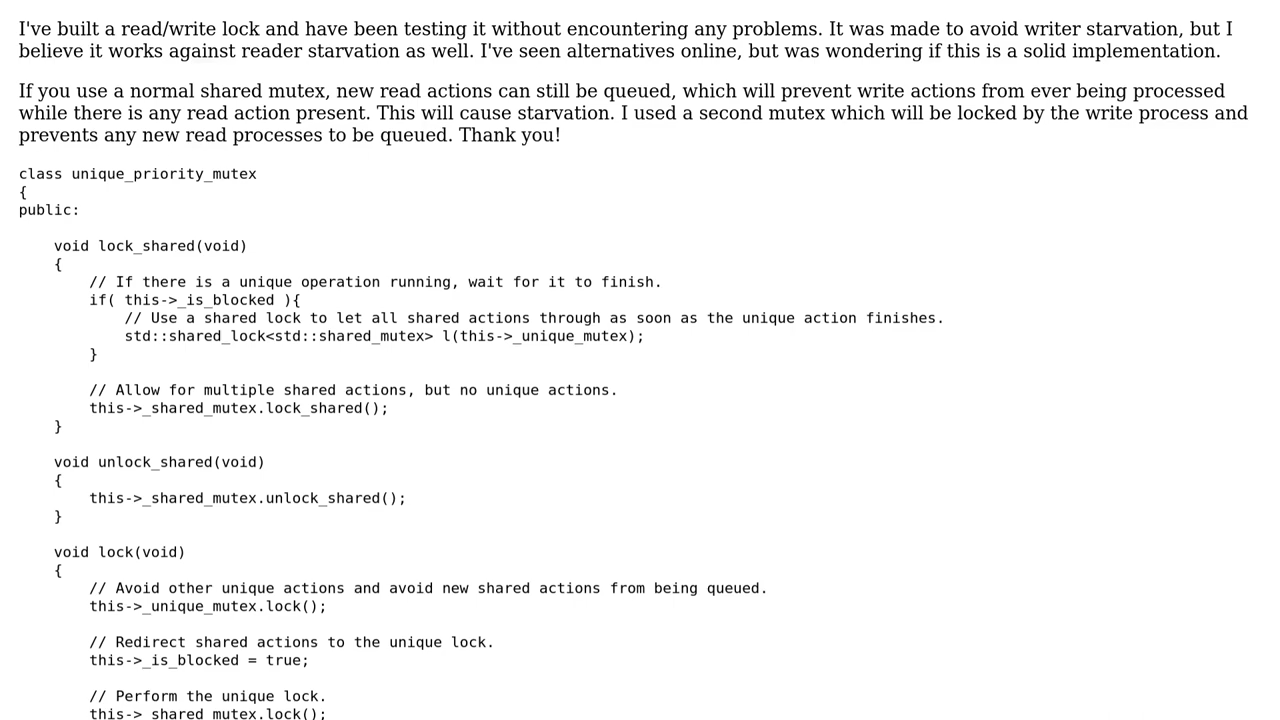 I've built a read/write lock and have been testing it without encountering any problems. It was made to avoid writer starvation, but I
believe it works against reader starvation as well. I've seen alternatives online, but was wondering if this is a solid implementation.
If you use a normal shared mutex, new read actions can still be queued, which will prevent write actions from ever being processed
while there is any read action present. This will cause starvation. I used a second mutex which will be locked by the write process and
prevents any new read processes to be queued. Thank you!
class unique_priority_mutex
{
public:
    void lock_shared(void)
    {
        // If there is a unique operation running, wait for it to finish.
        if( this->_is_blocked ){
            // Use a shared lock to let all shared actions through as soon as the unique action finishes.
            std::shared_lock<std::shared_mutex> l(this->_unique_mutex);
        }
        // Allow for multiple shared actions, but no unique actions.
        this->_shared_mutex.lock_shared();
    }
    void unlock_shared(void)
    {
        this->_shared_mutex.unlock_shared();
    }
    void lock(void)
    {
        // Avoid other unique actions and avoid new shared actions from being queued.
        this->_unique_mutex.lock();
        // Redirect shared actions to the unique lock.
        this->_is_blocked = true;
        // Perform the unique lock.
        this->_shared_mutex.lock();